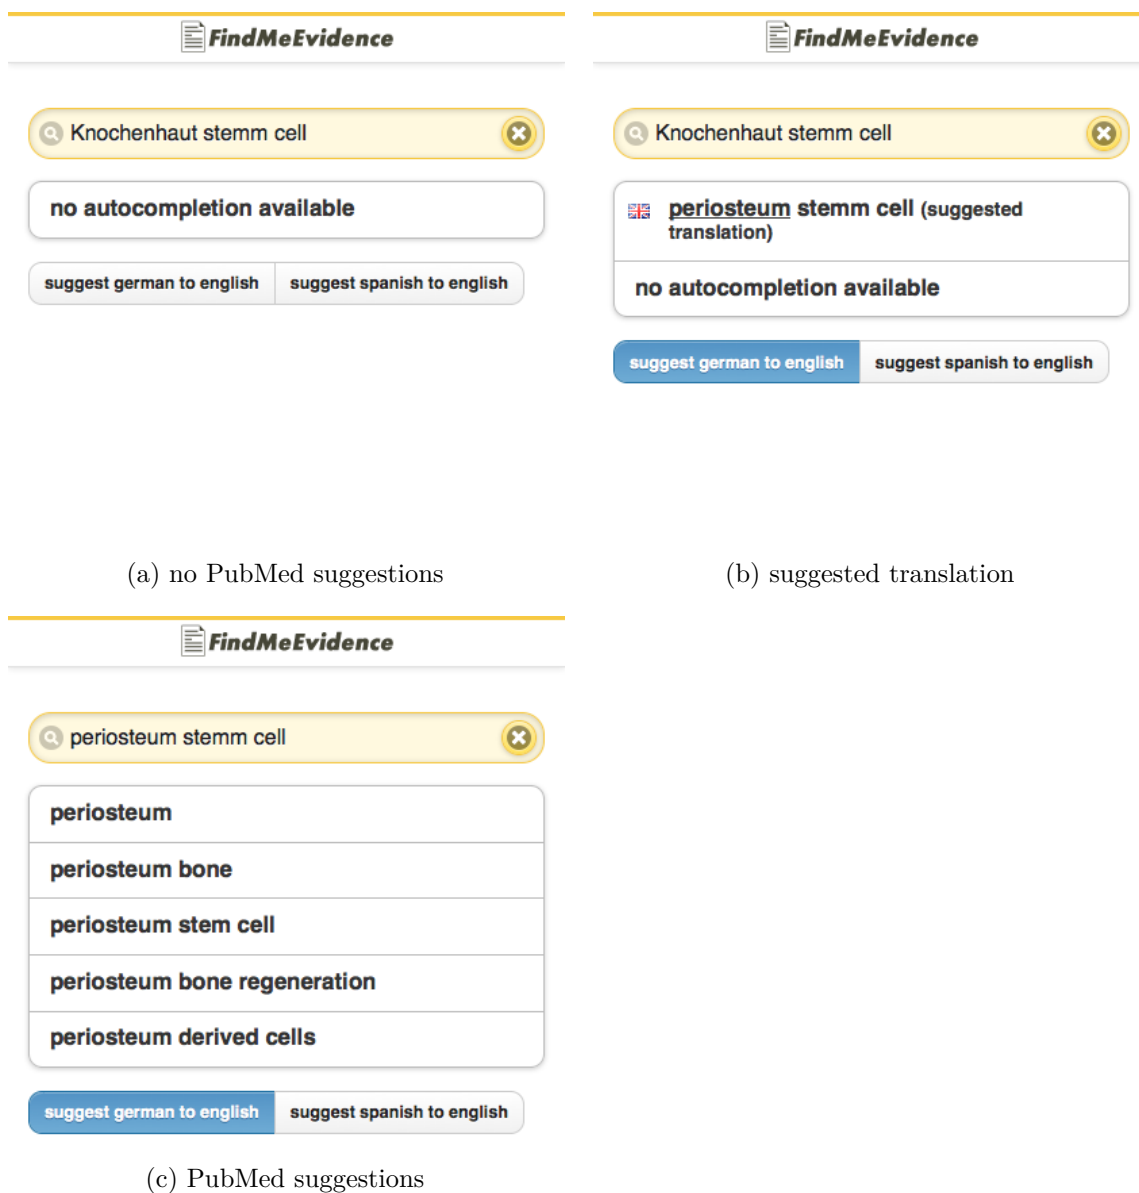 FindMeEvidence
Knochenhaut stemm cell
no autocompletion available
suggest german to english suggest spanish to english
(a) no PubMed suggestions
FindMeEvidence
Knochenhaut stemm cell
periosteum stemm cell (suggested
translation)
no autocompletion available
suggest german to english suggest spanish to english
(b) suggested translation
FindMeEvidence
periosteum stemm cell
periosteum
periosteum bone
periosteum stem cell
periosteum bone regeneration
periosteum derived cells
suggest german to english suggest spanish to english
(c) PubMed suggestions